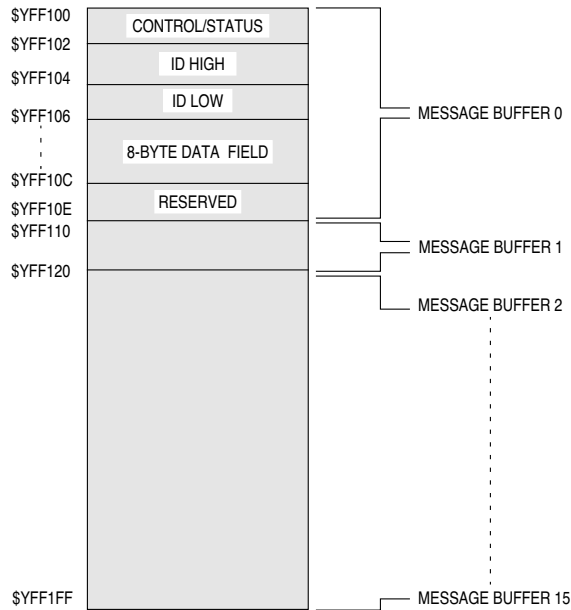 $YFF100
CONTROL/STATUS
$YFF102
ID HIGH
$YFF104
ID LOW
$YFF106
MESSAGE BUFFER 0
8-BYTE DATA FIELD
$YFF10C
RESERVED
$YFF10E
$YFF110
MESSAGE BUFFER 1
$YFF120
MESSAGE BUFFER 2
$YFF1FF
MESSAGE BUFFER 15